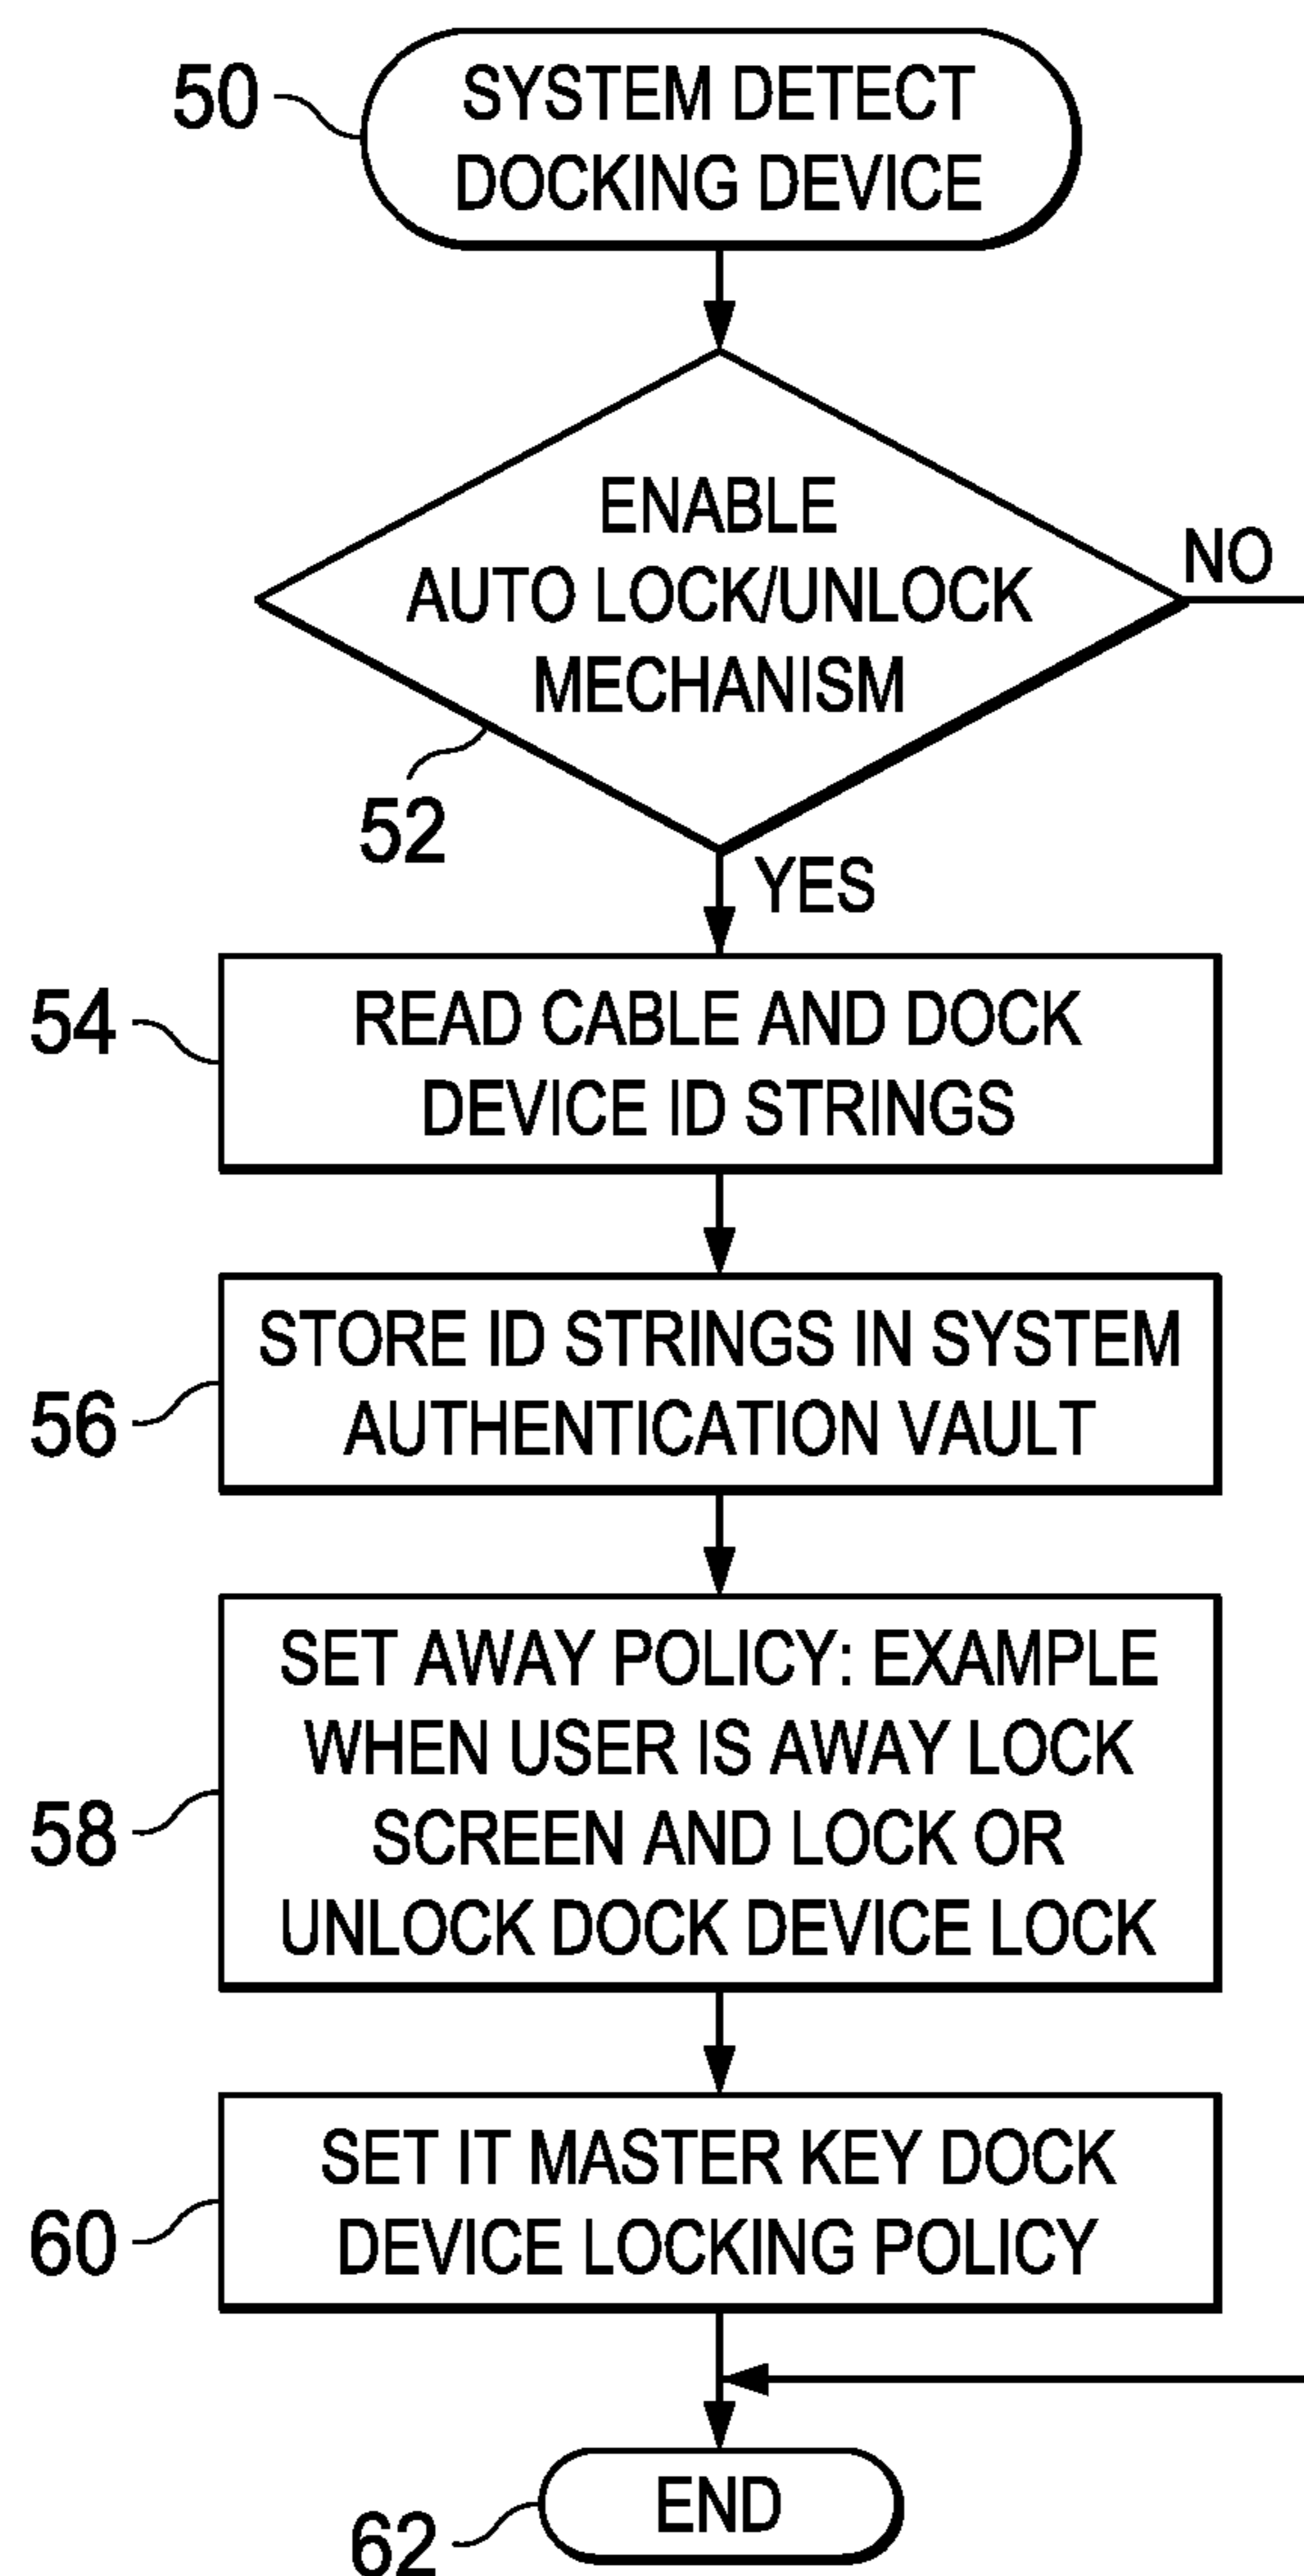 50
SYSTEM DETECT
DOCKING DEVICE
ENABLE
AUTO LOCK/UNLOCK
MECHANISM
NO
52
YES
54
READ CABLE AND DOCK
DEVICE ID STRINGS
56
STORE ID STRINGS IN SYSTEM
AUTHENTICATION VAULT
58
SET AWAY POLICY: EXAMPLE
WHEN USER IS AWAY LOCK
SCREEN AND LOCK OR
UNLOCK DOCK DEVICE LOCK
60
SET IT MASTER KEY DOCK
DEVICE LOCKING POLICY
62
END